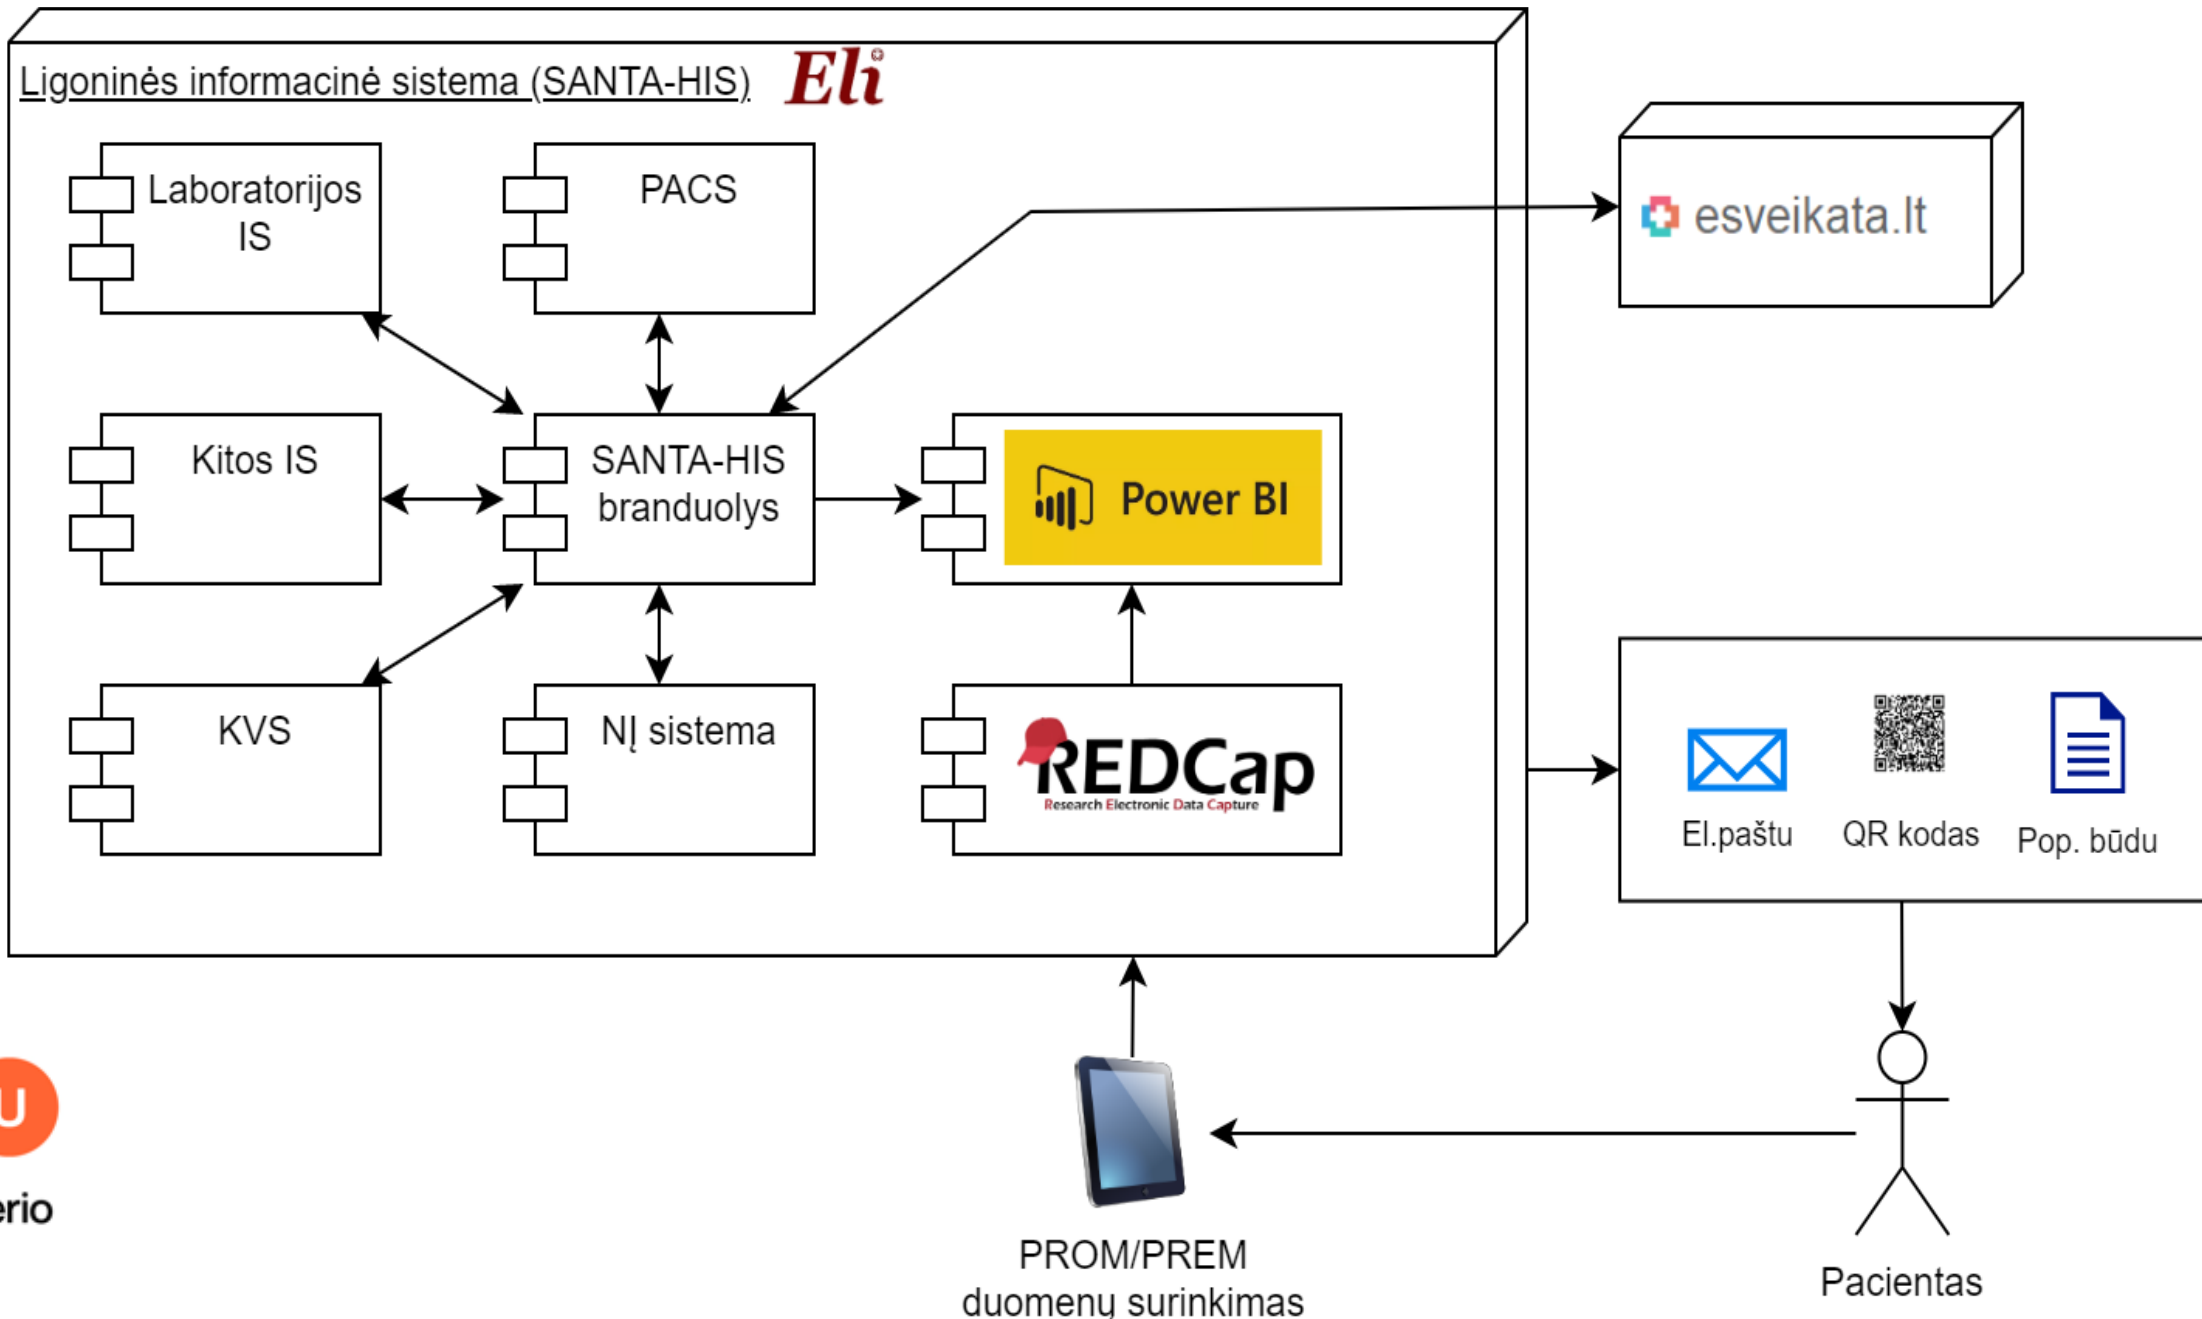 Ligoninės informacinė sistema (SANTA-HIS)
Eli
Laboratorijos
IS
PACS
esveikata.lt
Kitos IS
SANTA-HIS
branduolys
Power BI
KVS
NĮ sistema
REDCap
Research Electronic Data Capture
El.paštu
QR kodas
Pop. būdu
U
erio
PROM/PREM
duomenų surinkimas
Pacientas